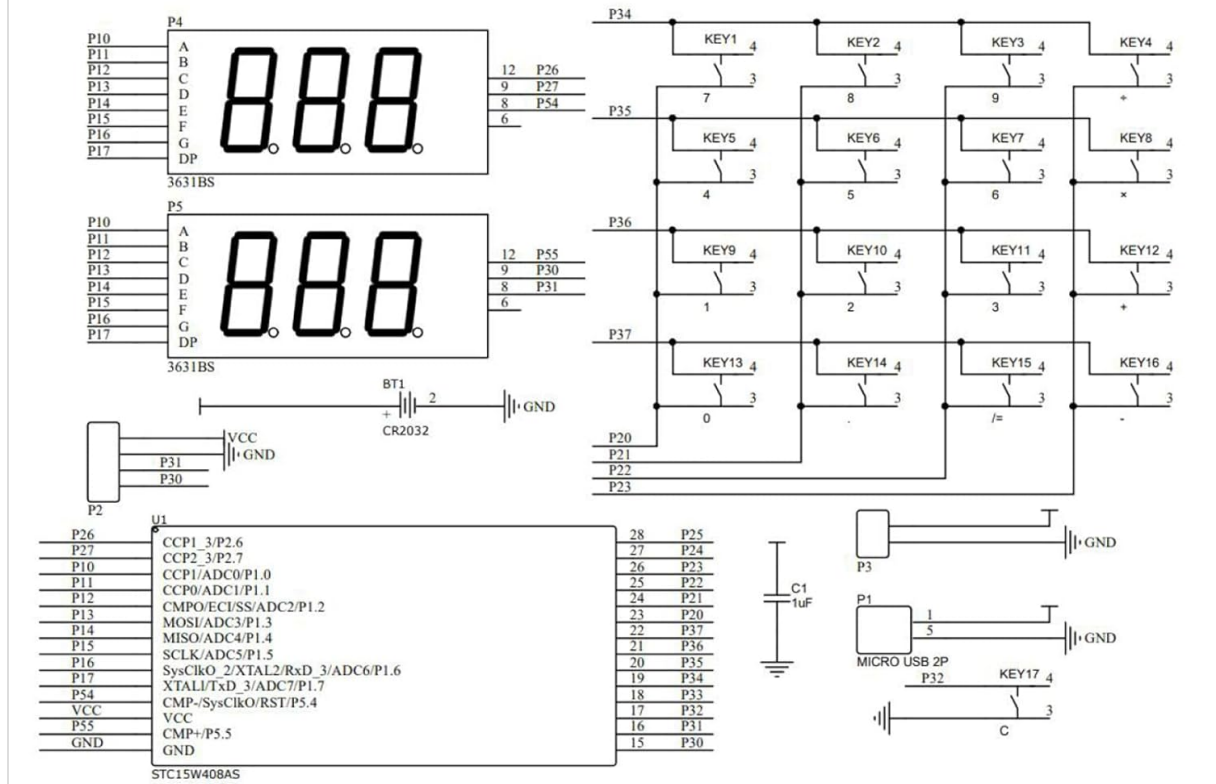 P4
P10 A
P11 B
P12 C
P13 D
P14 E
P15 F
P16 G
P17 DP
12 P26
9 P27
8 P54
6
3631BS
P5
P10 A
P11 B
P12 C
P13 D
P14 E
P15 F
P16 G
P17 DP
12 P55
9 P30
8 P31
6
3631BS
BT1
+ 2 GND
CR2032
VCC
GND
P31
P30
P2
P34
KEY1 4 KEY2 4 KEY3 4 KEY4 4
3 3 3 3
7 8 9 ÷
P35
KEY5 4 KEY6 4 KEY7 4 KEY8 4
3 3 3 3
4 5 6 ×
P36
KEY9 4 KEY10 4 KEY11 4 KEY12 4
3 3 3 3
1 2 3 +
P37
KEY13 4 KEY14 4 KEY15 4 KEY16 4
3 3 3 3
0 . /= -
P20
P21
P22
P23
U1
P26 CCP1_3/P2.6 28 P25
P27 CCP2_3/P2.7 27 P24
P10 CCP1/ADC0/P1.0 26 P23
P11 CCP0/ADC1/P1.1 25 P22
P12 CMPO/ECI/SS/ADC2/P1.2 24 P21
P13 MOSI/ADC3/P1.3 23 P20
P14 MISO/ADC4/P1.4 22 P37
P15 SCLK/ADC5/P1.5 21 P36
P16 SysClkO_2/XTAL2/RxD_3/ADC6/P1.6 20 P35
P17 XTALI/TxD_3/ADC7/P1.7 19 P34
P54 CMP-/SysClkO/RST/P5.4 18 P33
VCC VCC 17 P32
P55 CMP+/P5.5 16 P31
GND GND 15 P30
STC15W408AS
C1
1uF
GND
P3
P1
1
5 GND
MICRO USB 2P
P32 KEY17 4
3
C